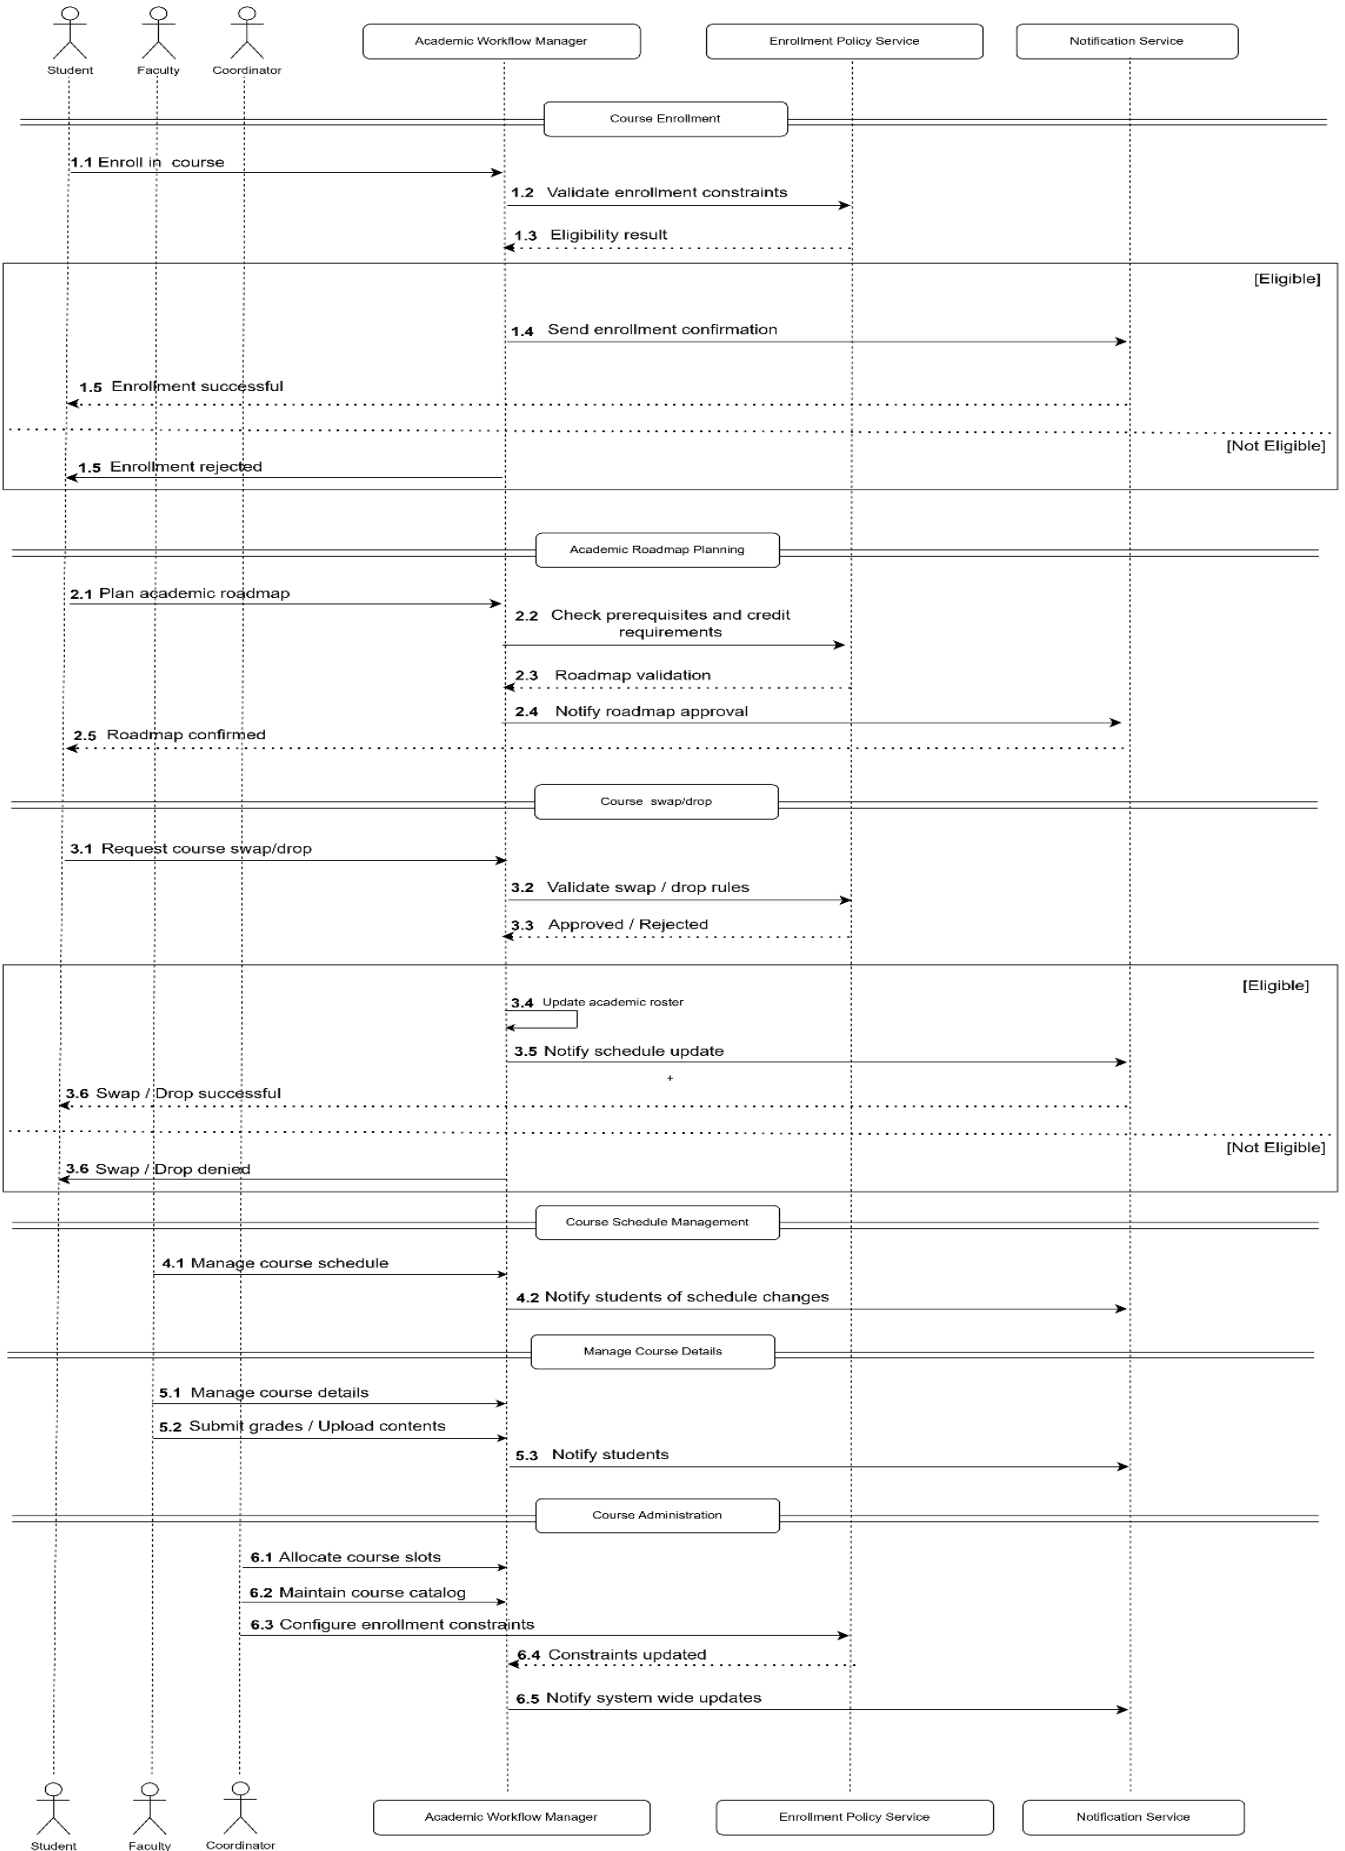 Student
Faculty
Coordinator
Academic Workflow Manager
Enrollment Policy Service
Notification Service
Course Enrollment
1.1 Enroll in course
1.2 Validate enrollment constraints
1.3 Eligibility result
[Eligible]
1.4 Send enrollment confirmation
1.5 Enrollment successful
[Not Eligible]
1.5 Enrollment rejected
Academic Roadmap Planning
2.1 Plan academic roadmap
2.2 Check prerequisites and credit
requirements
2.3 Roadmap validation
2.4 Notify roadmap approval
2.5 Roadmap confirmed
Course swap/drop
3.1 Request course swap/drop
3.2 Validate swap / drop rules
3.3 Approved / Rejected
[Eligible]
3.4 Update academic roster
3.5 Notify schedule update
+
3.6 Swap / Drop successful
[Not Eligible]
3.6 Swap / Drop denied
Course Schedule Management
4.1 Manage course schedule
4.2 Notify students of schedule changes
Manage Course Details
5.1 Manage course details
5.2 Submit grades / Upload contents
5.3 Notify students
Course Administration
6.1 Allocate course slots
6.2 Maintain course catalog
6.3 Configure enrollment constraints
6.4 Constraints updated
6.5 Notify system wide updates
Academic Workflow Manager
Enrollment Policy Service
Notification Service
Student
Faculty
Coordinator